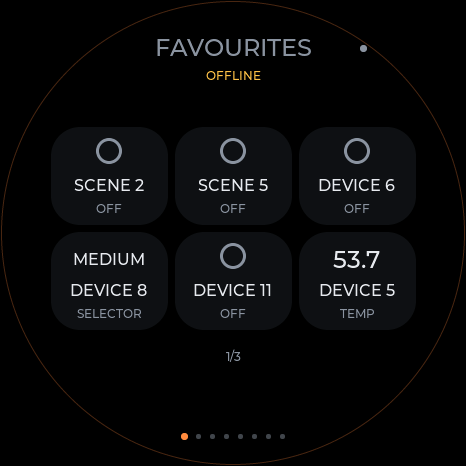 FAVOURITES
OFFLINE
SCENE 2
OFF
SCENE 5
OFF
DEVICE 6
OFF
MEDIUM
DEVICE 8
SELECTOR
DEVICE 11
OFF
53.7
DEVICE 5
TEMP
1/3